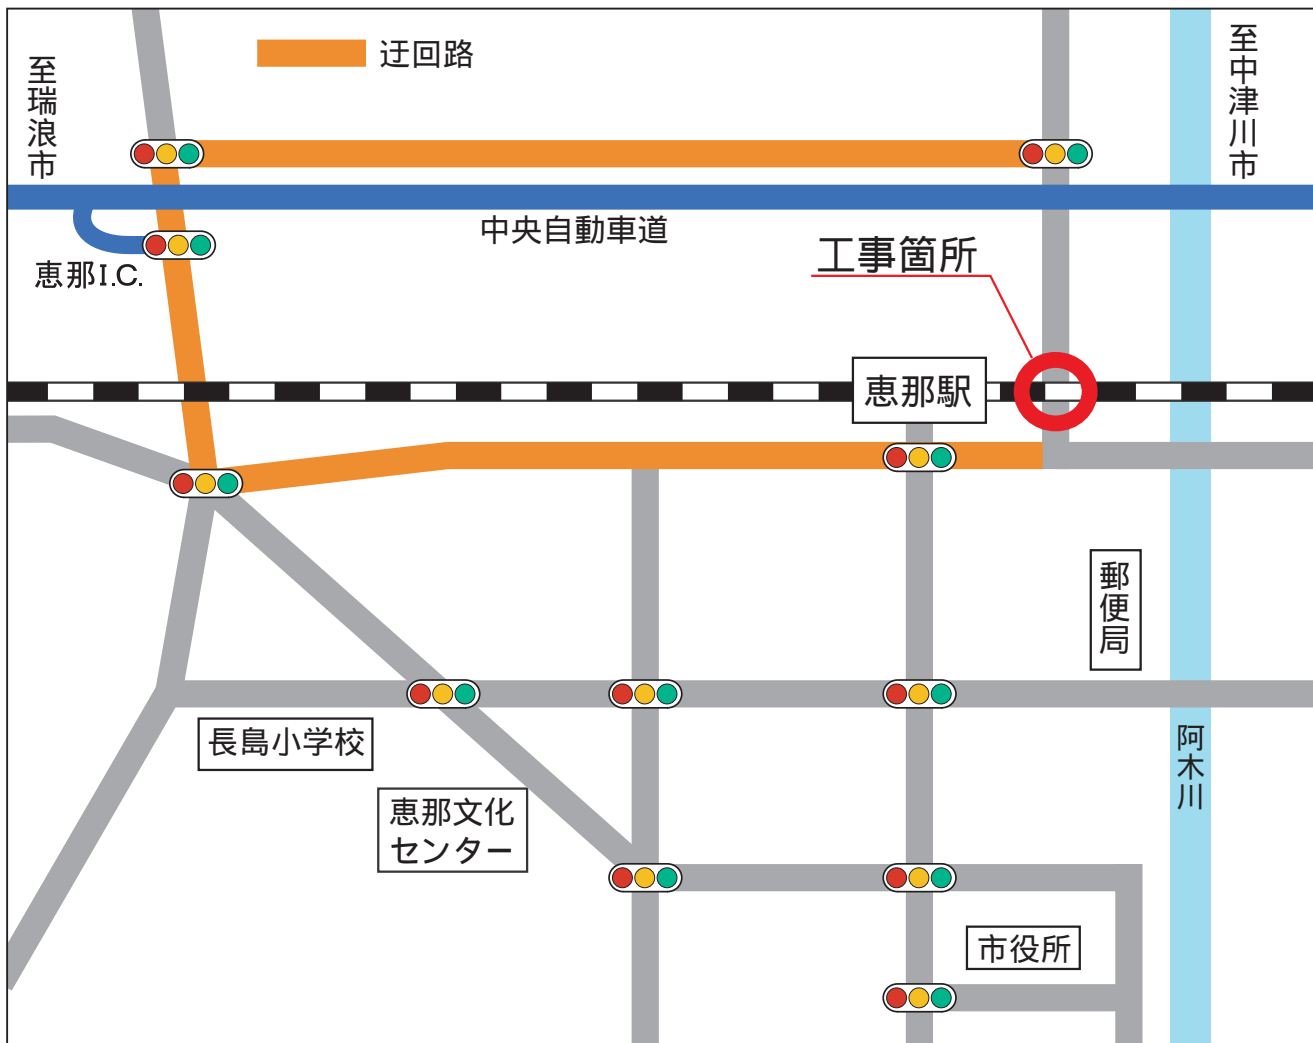 迂回路
至瑞浪市
至中津川市
中央自動車道
工事箇所
恵那I.C.
恵那駅
郵便局
長島小学校
阿木川
恵那文化
センター
市役所